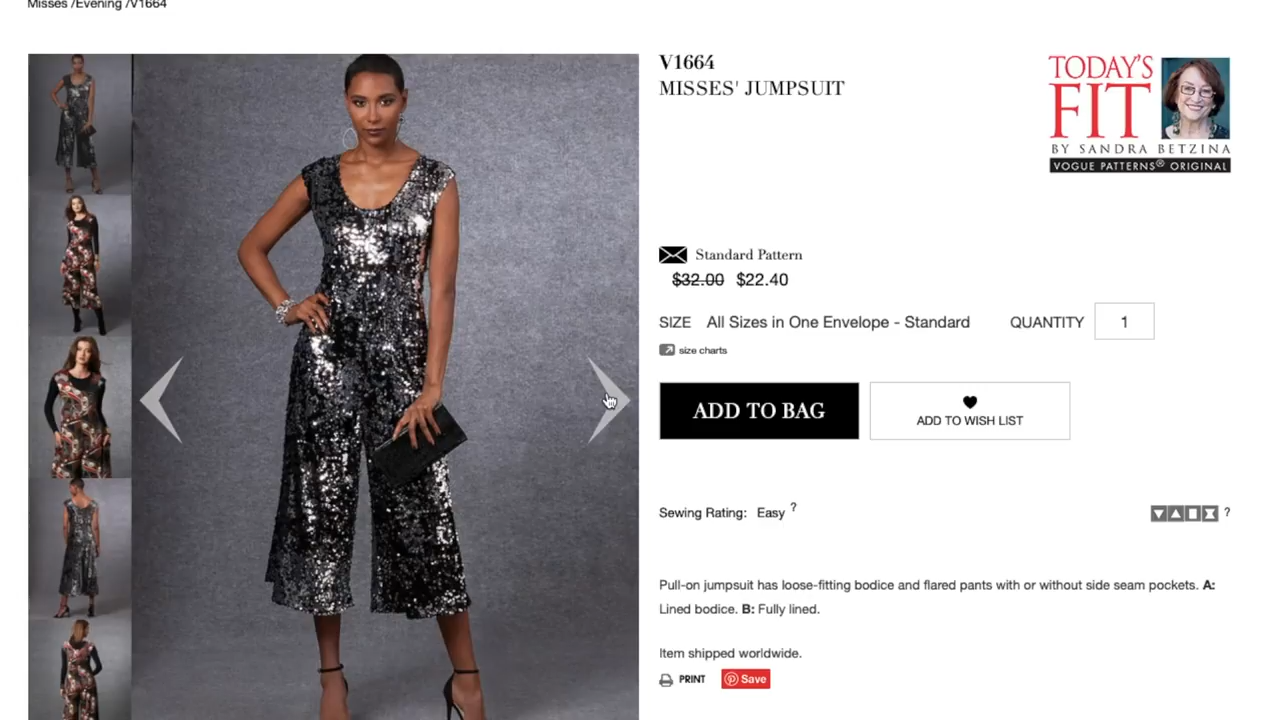 Misses /Evening /V1664
V1664
MISSES' JUMPSUIT
TODAY'S
FIT
BY SANDRA BETZINA
VOGUE PATTERNS® ORIGINAL
Standard Pattern
$32.00 $22.40
SIZE All Sizes in One Envelope - Standard QUANTITY 1
size charts
ADD TO BAG
ADD TO WISH LIST
Sewing Rating: Easy ?
?
Pull-on jumpsuit has loose-fitting bodice and flared pants with or without side seam pockets. A:
Lined bodice. B: Fully lined.
Item shipped worldwide.
PRINT Save